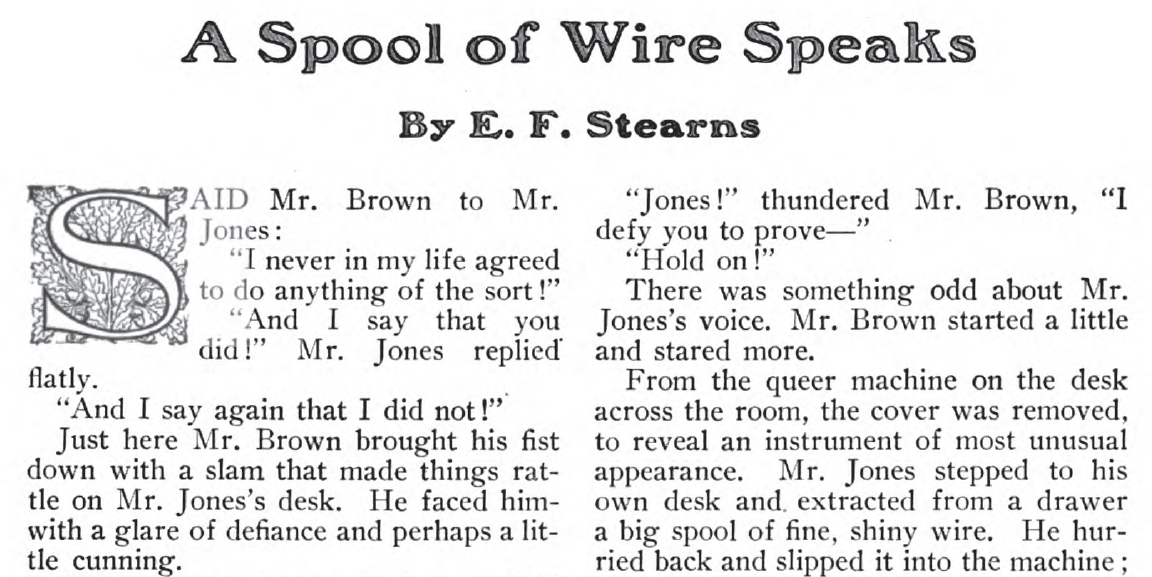 A Spool of Wire Speaks
By E. F. Stearns
SAID Mr. Brown to Mr.
Jones:
"I never in my life agreed
to do anything of the sort!"
"And I say that you
did!" Mr. Jones replied
flatly.
"And I say again that I did not!"
Just here Mr. Brown brought his fist
down with a slam that made things rat-
tle on Mr. Jones's desk. He faced him
with a glare of defiance and perhaps a lit-
tle cunning.
"Jones!" thundered Mr. Brown, "I
defy you to prove—"
"Hold on!"
There was something odd about Mr.
Jones's voice. Mr. Brown started a little
and stared more.
From the queer machine on the desk
across the room, the cover was removed,
to reveal an instrument of most unusual
appearance. Mr. Jones stepped to his
own desk and extracted from a drawer
a big spool of fine, shiny wire. He hur-
ried back and slipped it into the machine;